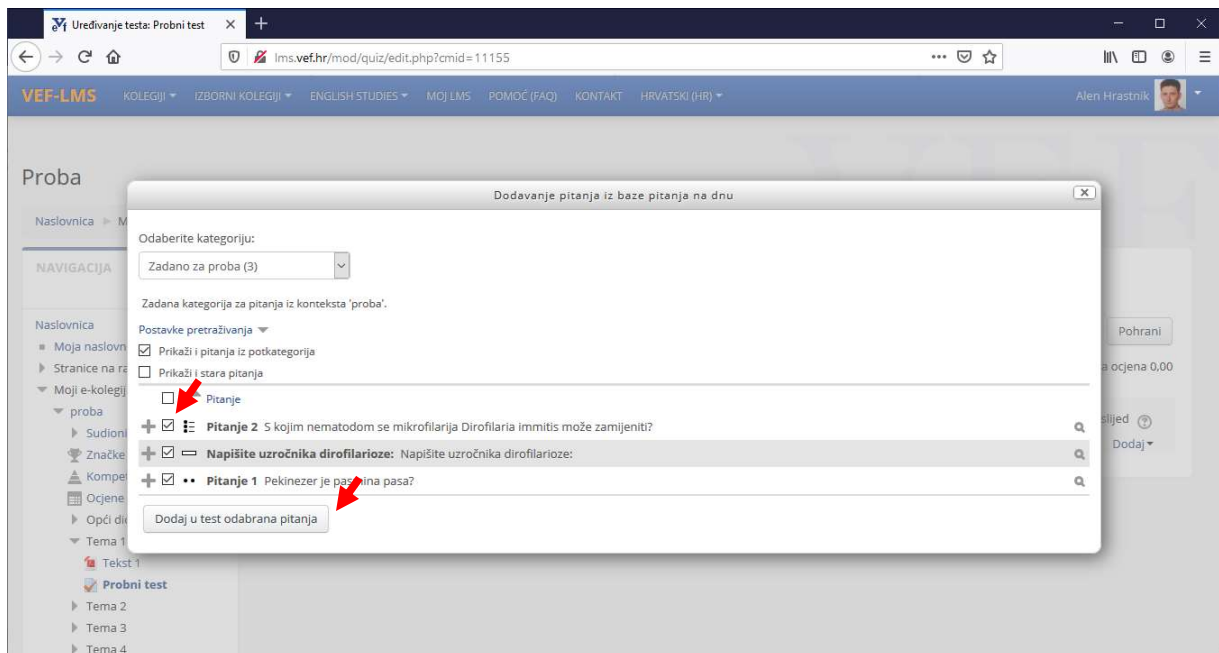 Uređivanje testa: Probni test
lms.vef.hr/mod/quiz/edit.php?cmid=11155
VEF-LMS KOLEGIJI IZBORNI KOLEGIJI ENGLISH STUDIES MOJ LMS POMOĆ (FAQ) KONTAKT HRVATSKI (HR) Alen Hrastnik
Proba
Dodavanje pitanja iz baze pitanja na dnu
Naslovnica
Odaberite kategoriju:
NAVIGACIJA
Zadano za proba (3)
Zadana kategorija za pitanja iz konteksta 'proba'.
Naslovnica
Postavke pretraživanja
Pohrani
Moja naslovn
Prikaži i pitanja iz potkategorija
Stranice na ra
Prikaži i stara pitanja
a ocjena 0,00
Moji e-kolegij
Pitanje
proba
Pitanje 2 S kojim nematodom se mikrofilarija Dirofilaria immitis može zamijeniti?
slijed
Sudioni
Dodaj
Značke
Napišite uzročnika dirofilarioze: Napišite uzročnika dirofilarioze:
Kompe
Pitanje 1 Pekinezer je pasmina pasa?
Ocjene
Opći di
Dodaj u test odabrana pitanja
Tema 1
Tekst 1
Probni test
Tema 2
Tema 3
Tema 4